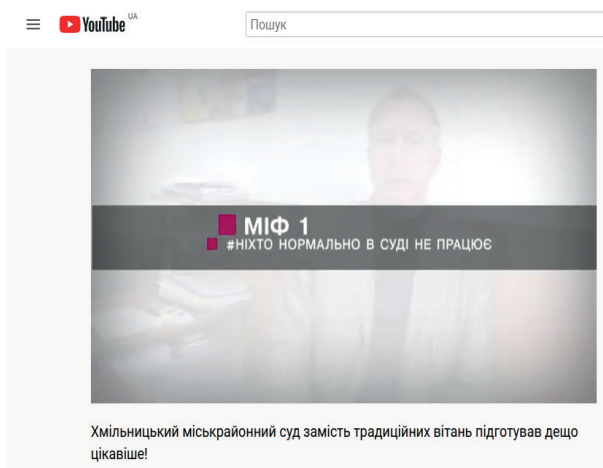 YouTube UA
Пошук
МІФ 1
#НІХТО НОРМАЛЬНО В СУДІ НЕ ПРАЦЮЄ
Хмільницький міськрайонний суд замість традиційних вітань підготував дещо
цікавіше!